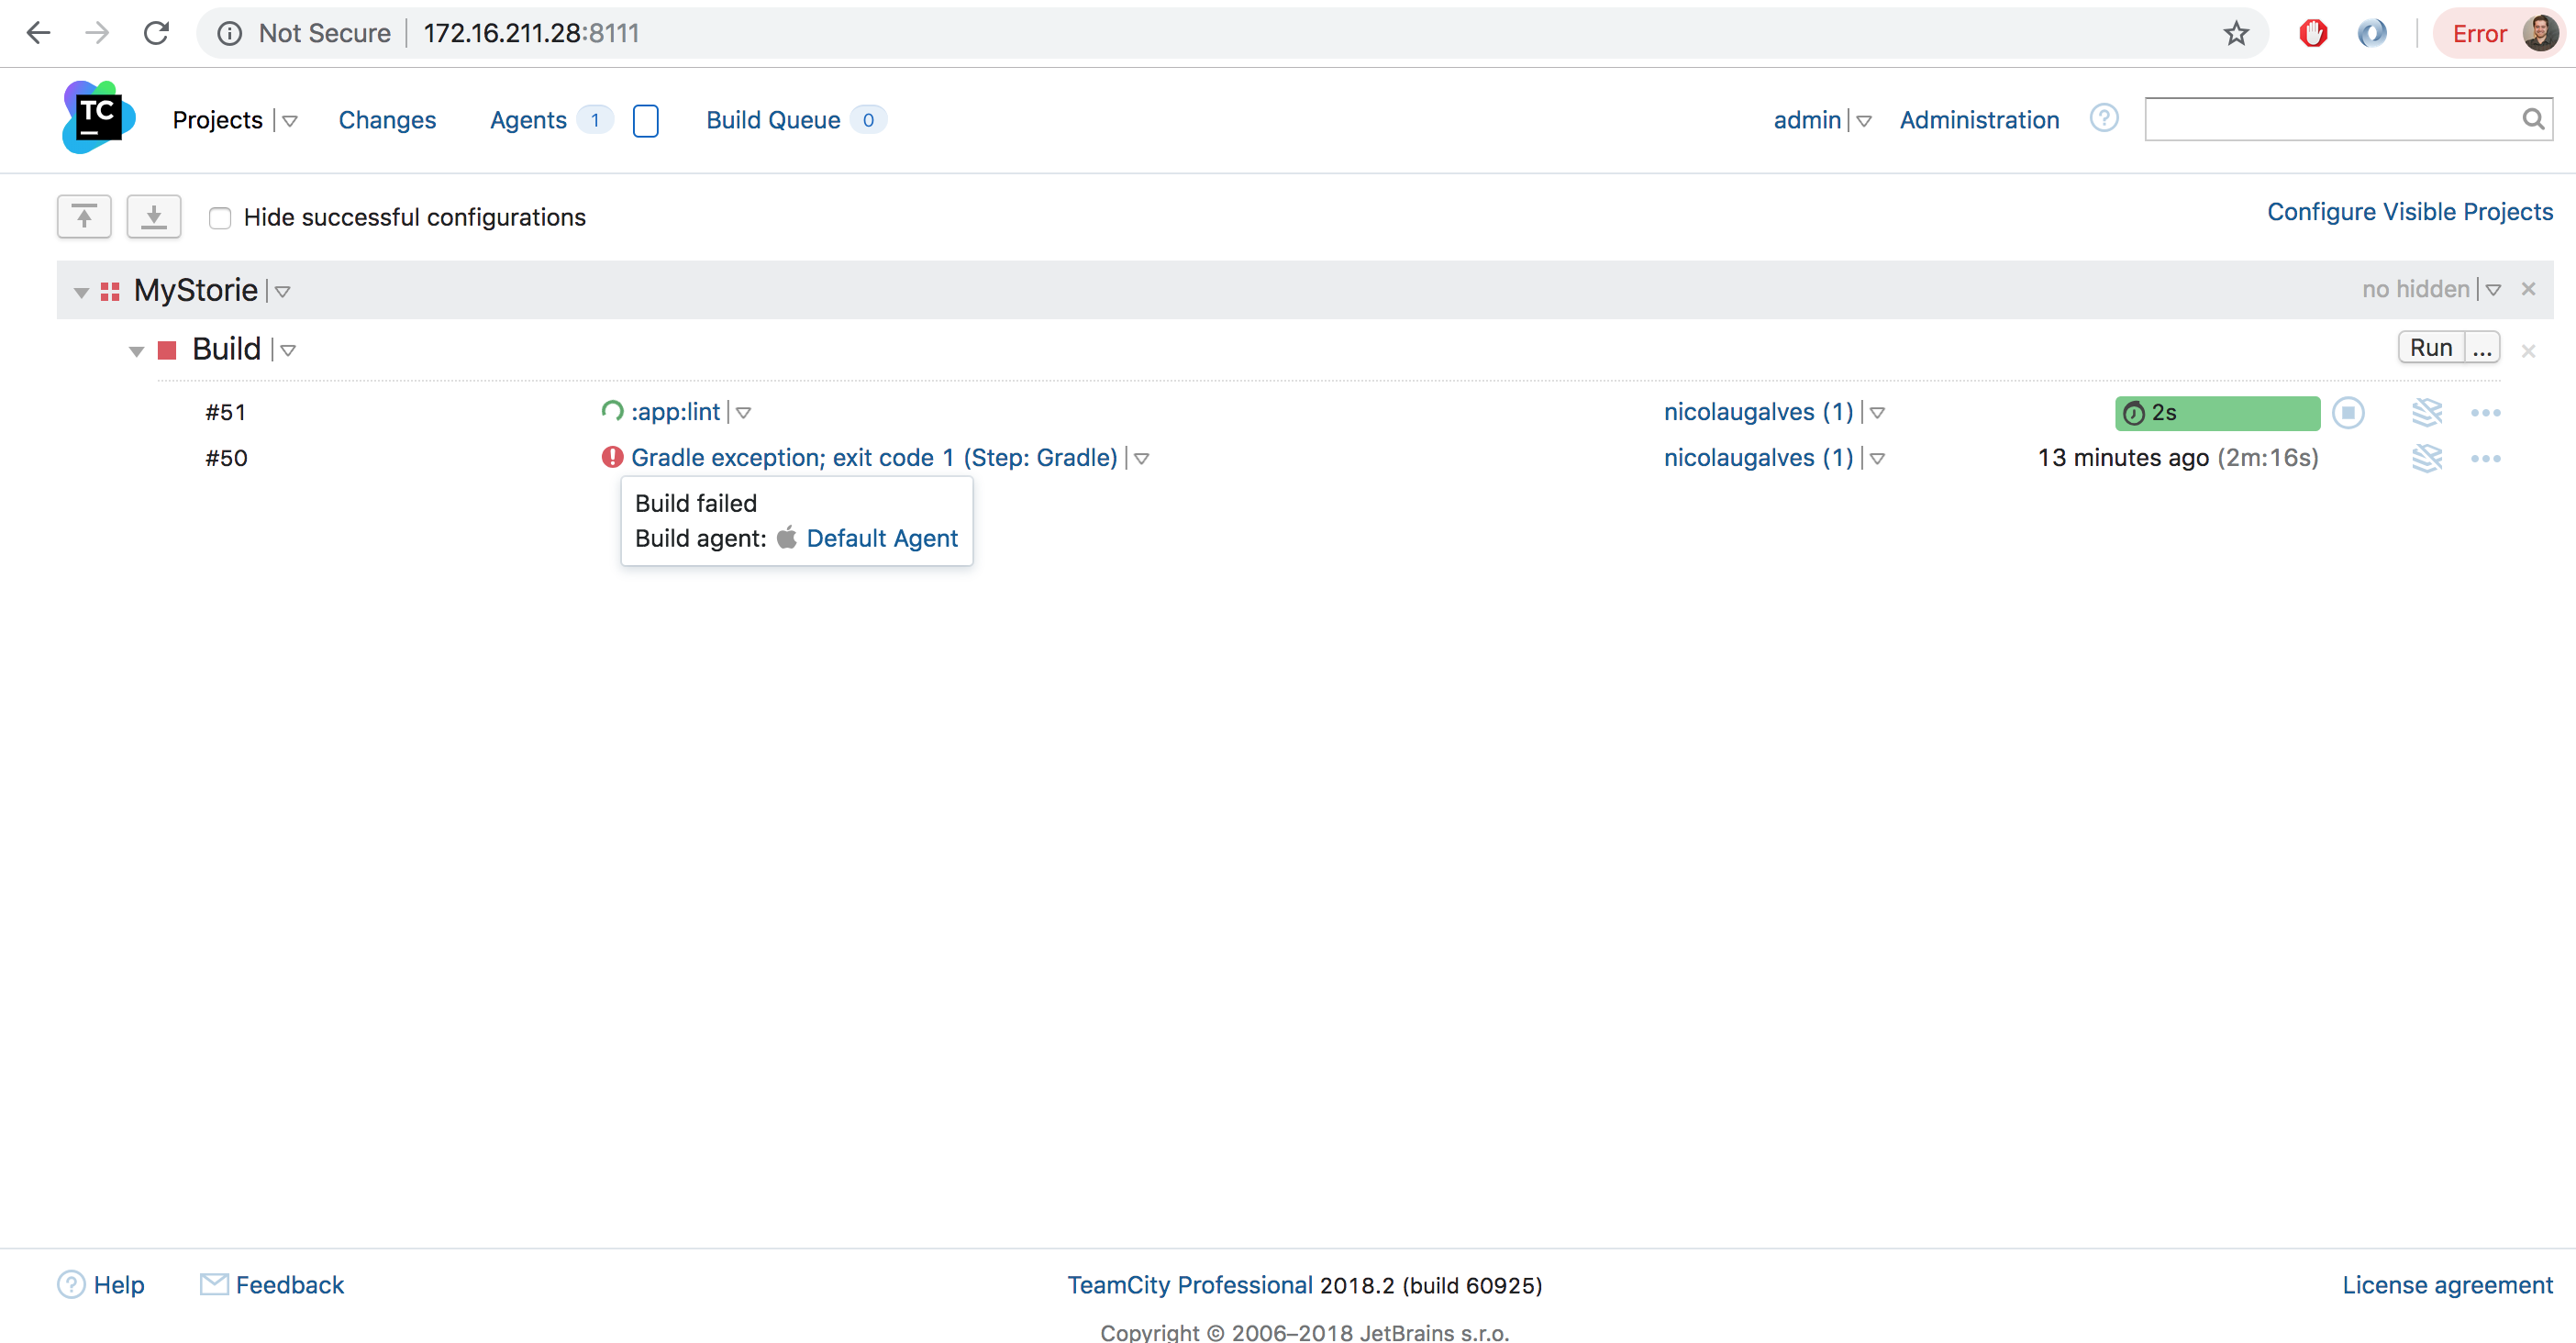 Not Secure | 172.16.211.28:8111 Error
TC Projects Changes Agents 1 Build Queue 0 admin Administration ?
Hide successful configurations Configure Visible Projects
MyStorie no hidden
Build Run ...
#51 :app:lint nicolaugalves (1) 2s
#50 Gradle exception; exit code 1 (Step: Gradle) nicolaugalves (1) 13 minutes ago (2m:16s)
Build failed
Build agent: Default Agent
? Help Feedback TeamCity Professional 2018.2 (build 60925) License agreement
Copyright © 2006–2018 JetBrains s.r.o.